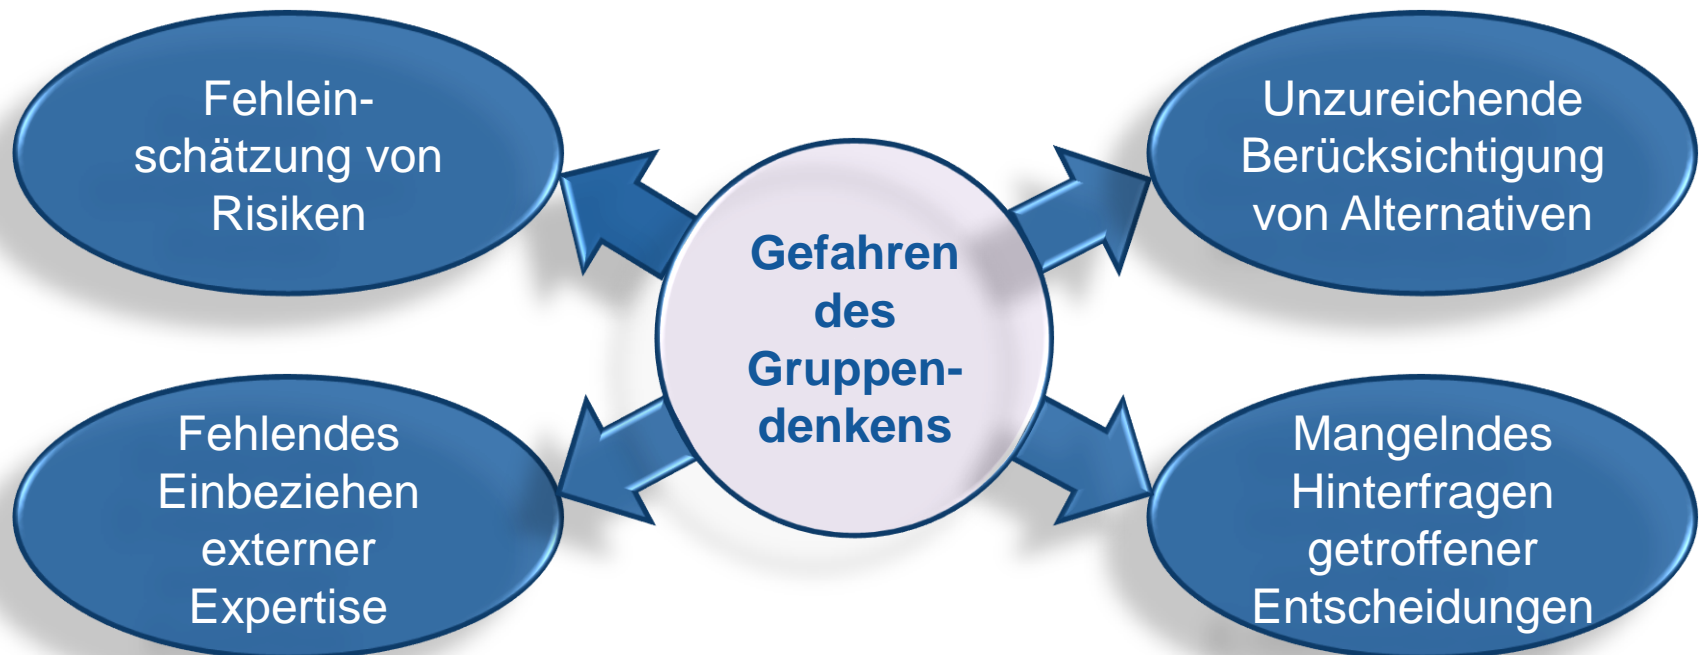 Fehlein-
schätzung von
Risiken
Unzureichende
Berücksichtigung
von Alternativen
Gefahren
des
Gruppen-
denkens
Fehlendes
Einbeziehen
externer
Expertise
Mangelndes
Hinterfragen
getroffener
Entscheidungen